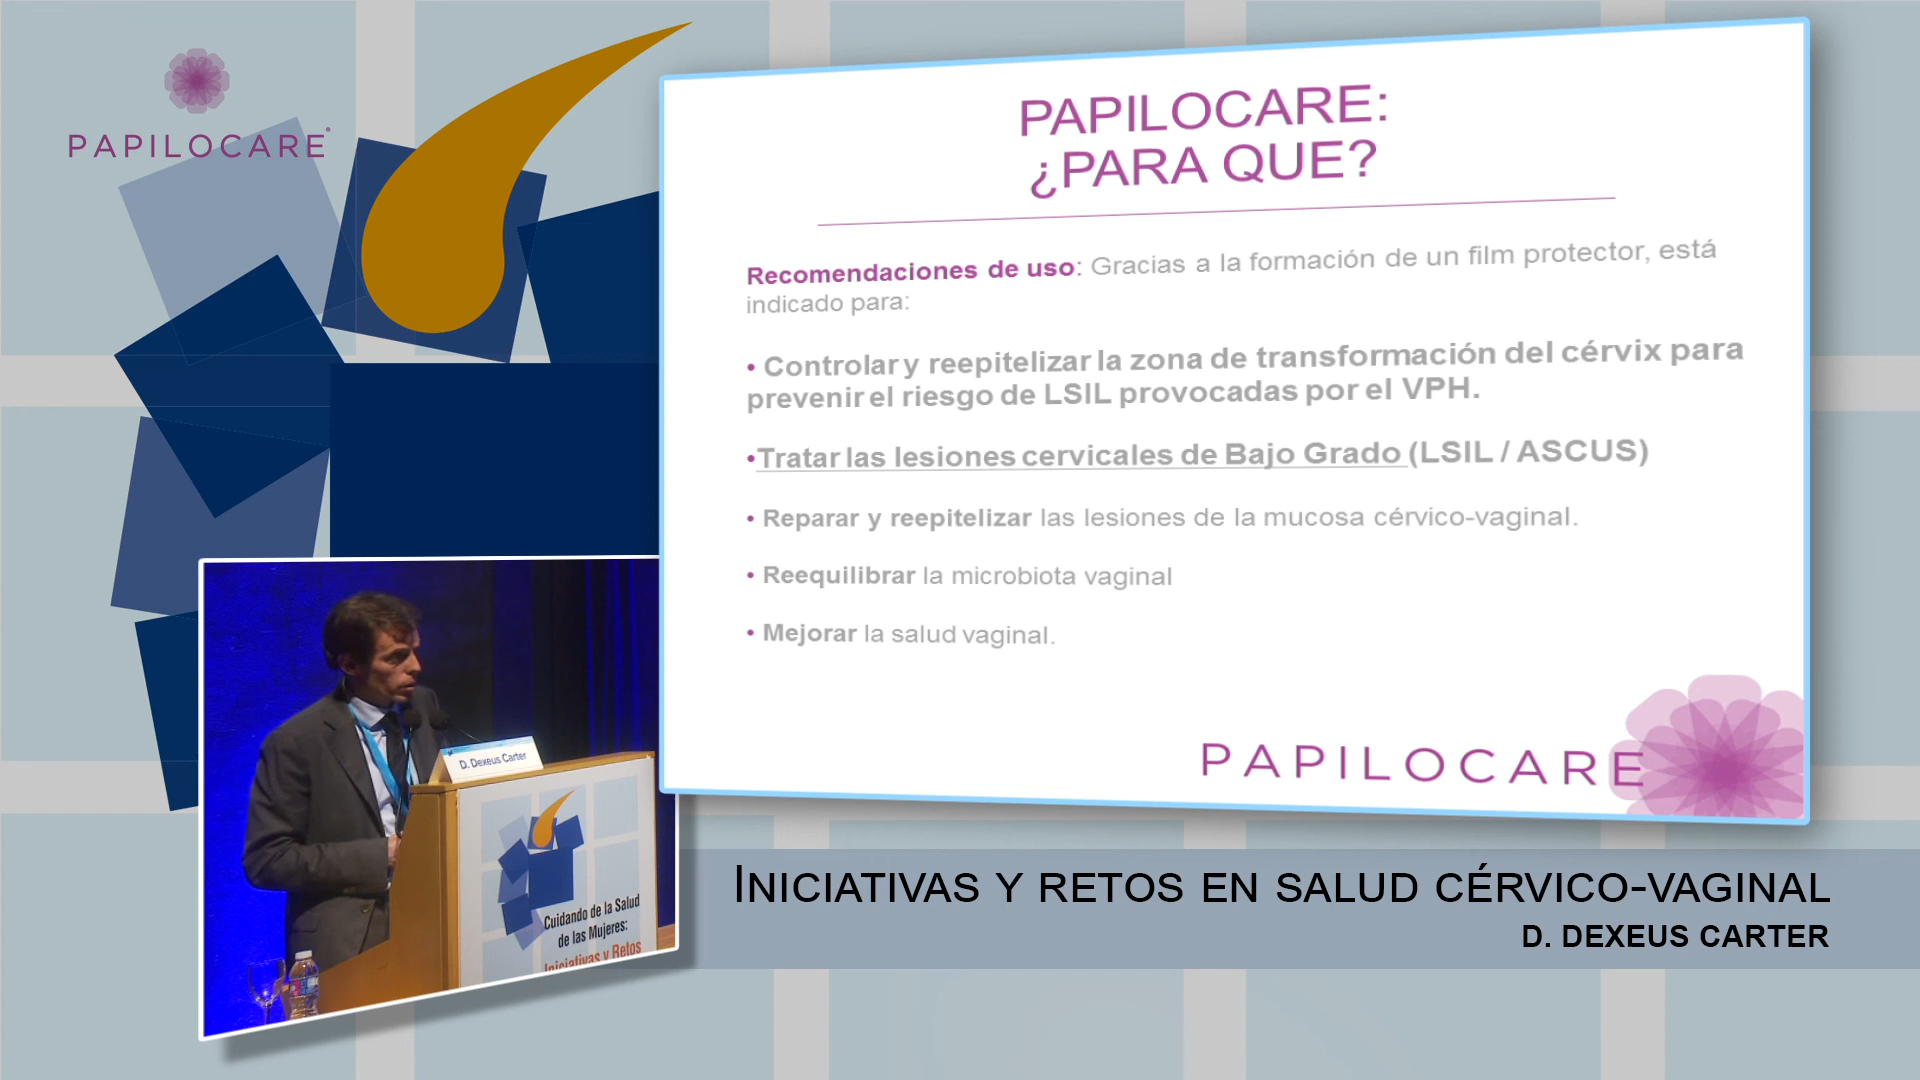 PAPILOCARE®
PAPILOCARE:
¿PARA QUE?
Recomendaciones de uso: Gracias a la formación de un film protector, está
indicado para:
• Controlar y reepitelizar la zona de transformación del cérvix para
prevenir el riesgo de LSIL provocadas por el VPH.
•Tratar las lesiones cervicales de Bajo Grado (LSIL / ASCUS)
• Reparar y reepitelizar las lesiones de la mucosa cérvico-vaginal.
• Reequilibrar la microbiota vaginal
• Mejorar la salud vaginal.
PAPILOCARE
D. Dexeus Carter
Cuidando de la Salud
de las Mujeres:
Iniciativas y Retos
INICIATIVAS Y RETOS EN SALUD CÉRVICO-VAGINAL
D. DEXEUS CARTER